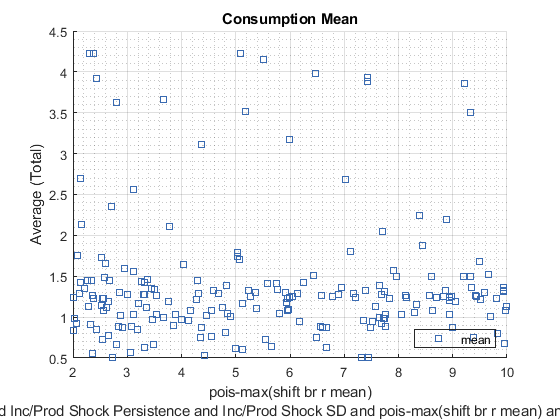 Consumption Mean
4.5
4
3.5
3
2.5
2
1.5
1
0.5
Average (Total)
mean
2 3 4 5 6 7 8 9 10
pois-max(shift br r mean)
d Inc/Prod Shock Persistence and Inc/Prod Shock SD and pois-max(shift br r mean) ar